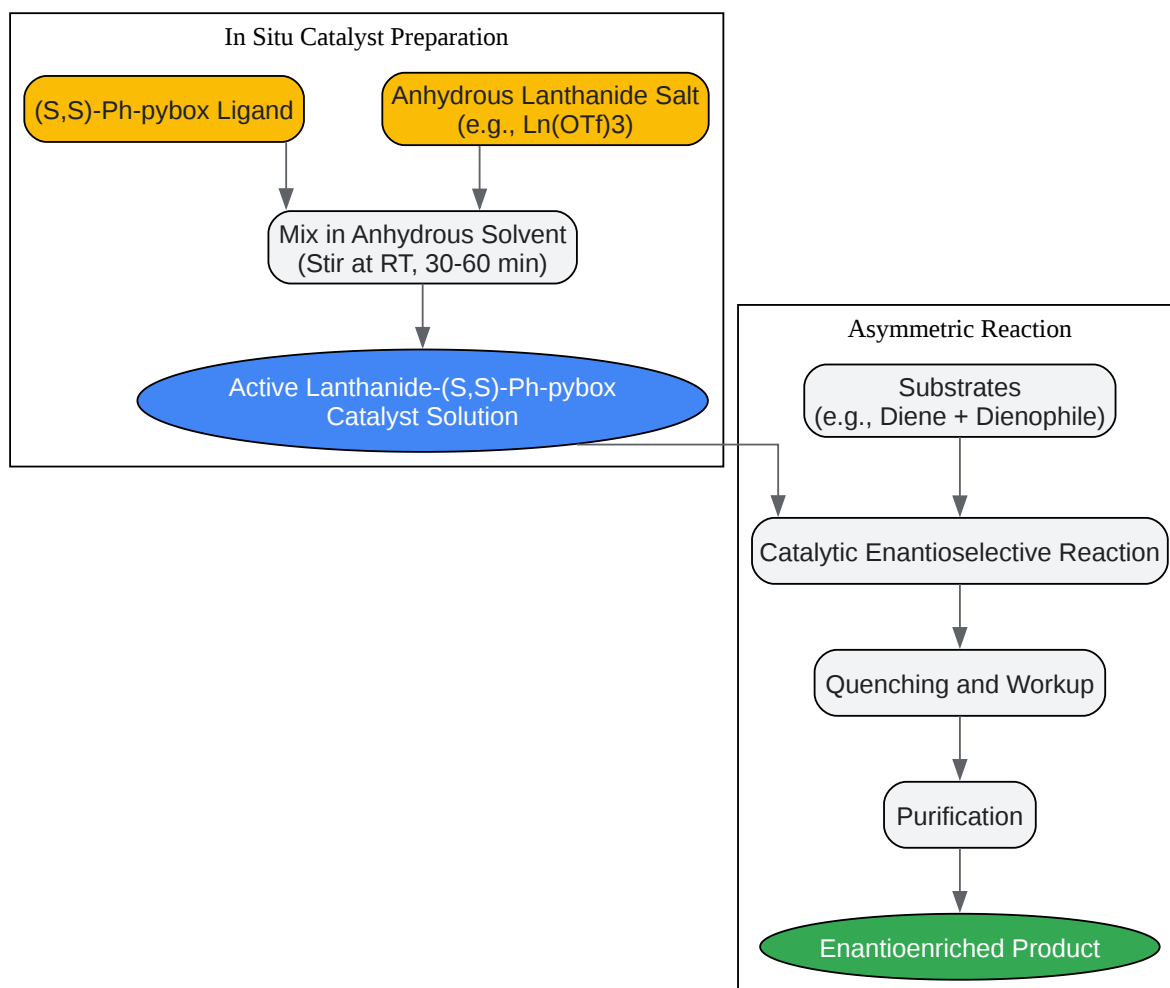 In Situ Catalyst Preparation
(S,S)-Ph-pybox Ligand
Anhydrous Lanthanide Salt
(e.g., Ln(OTf)3)
Mix in Anhydrous Solvent
(Stir at RT, 30-60 min)
Active Lanthanide-(S,S)-Ph-pybox
Catalyst Solution
Asymmetric Reaction
Substrates
(e.g., Diene + Dienophile)
Catalytic Enantioselective Reaction
Quenching and Workup
Purification
Enantioenriched Product